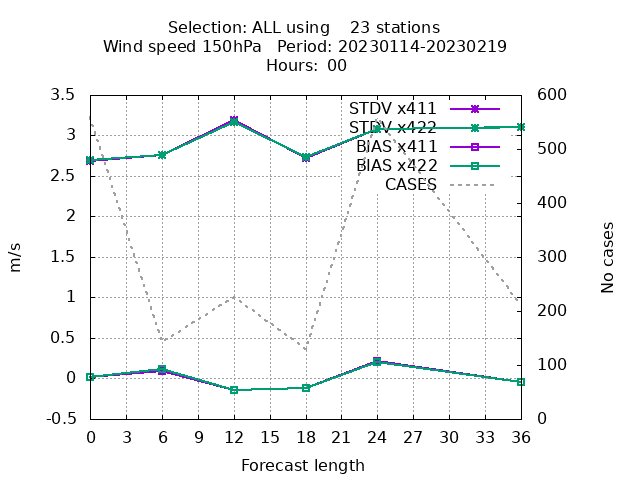 Selection: ALL using    23 stations
Wind speed 150hPa   Period: 20230114-20230219
Hours: 00
STDV x411
STDV x422
BIAS x411
BIAS x422
CASES
3.5
3
2.5
2
1.5
1
0.5
0
-0.5
m/s
600
500
400
300
200
100
0
No cases
0 3 6 9 12 15 18 21 24 27 30 33 36
Forecast length